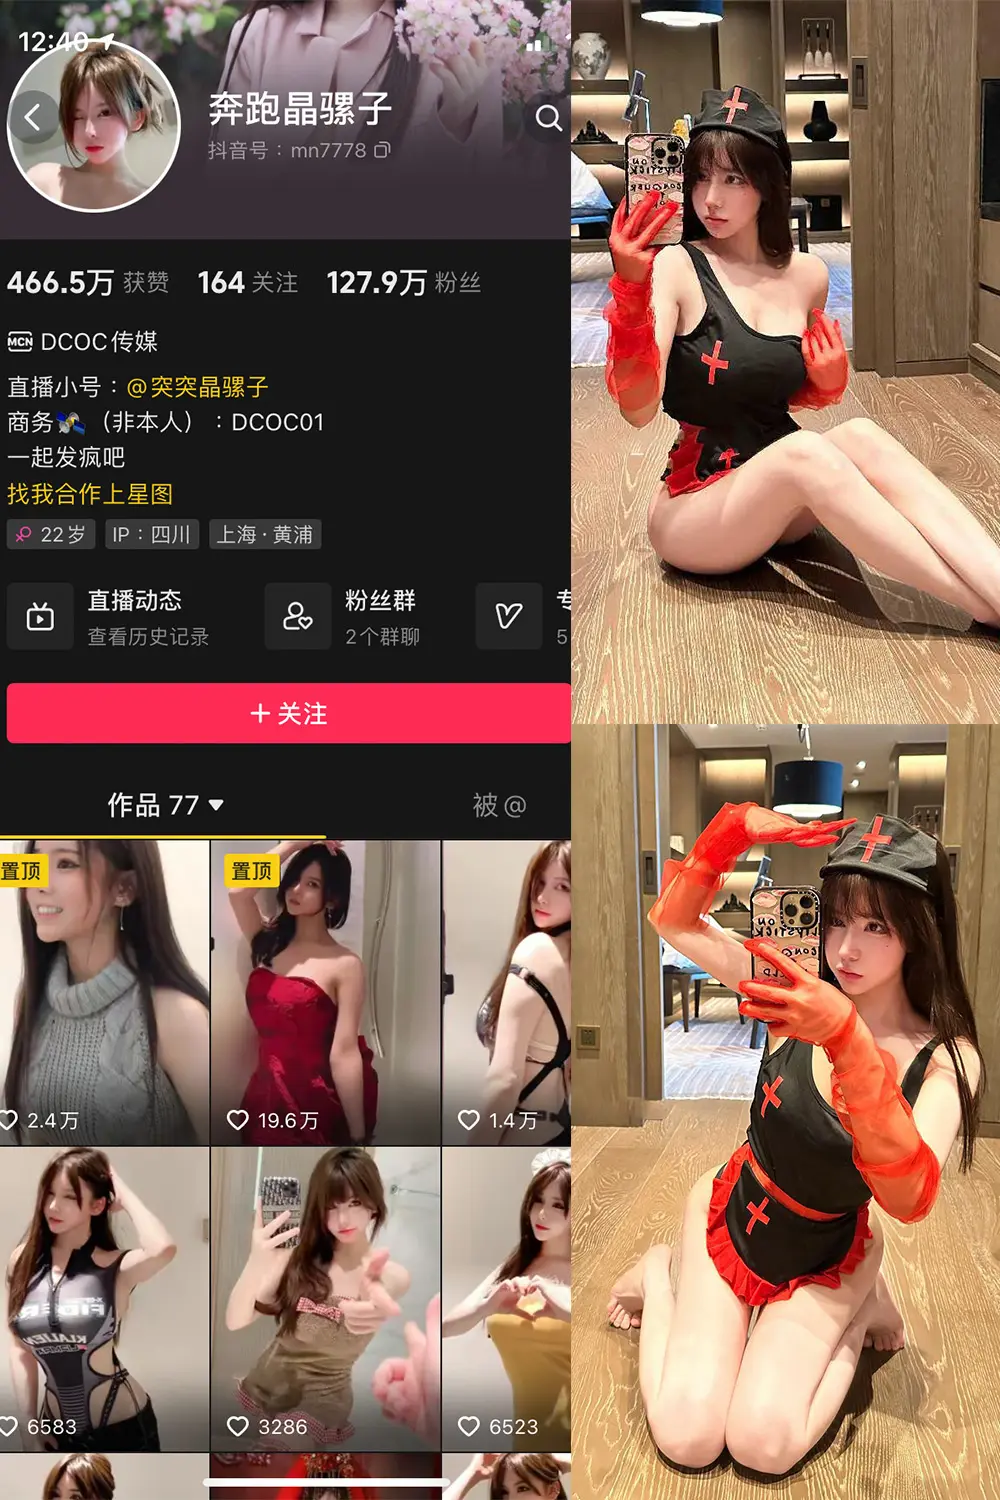 12:40
奔跑晶骡子
抖音号：mn7778
466.5万 获赞 164 关注 127.9万 粉丝
MCN DCOC传媒
直播小号：@突突晶骡子
商务（非本人）：DCOC01
一起发疯吧
找我合作上星图
22岁 IP：四川 上海·黄浦
直播动态 粉丝群
查看历史记录 2个群聊 5
+ 关注
作品 77 被@
置顶 置顶
2.4万 19.6万 1.4万
6583 3286 6523